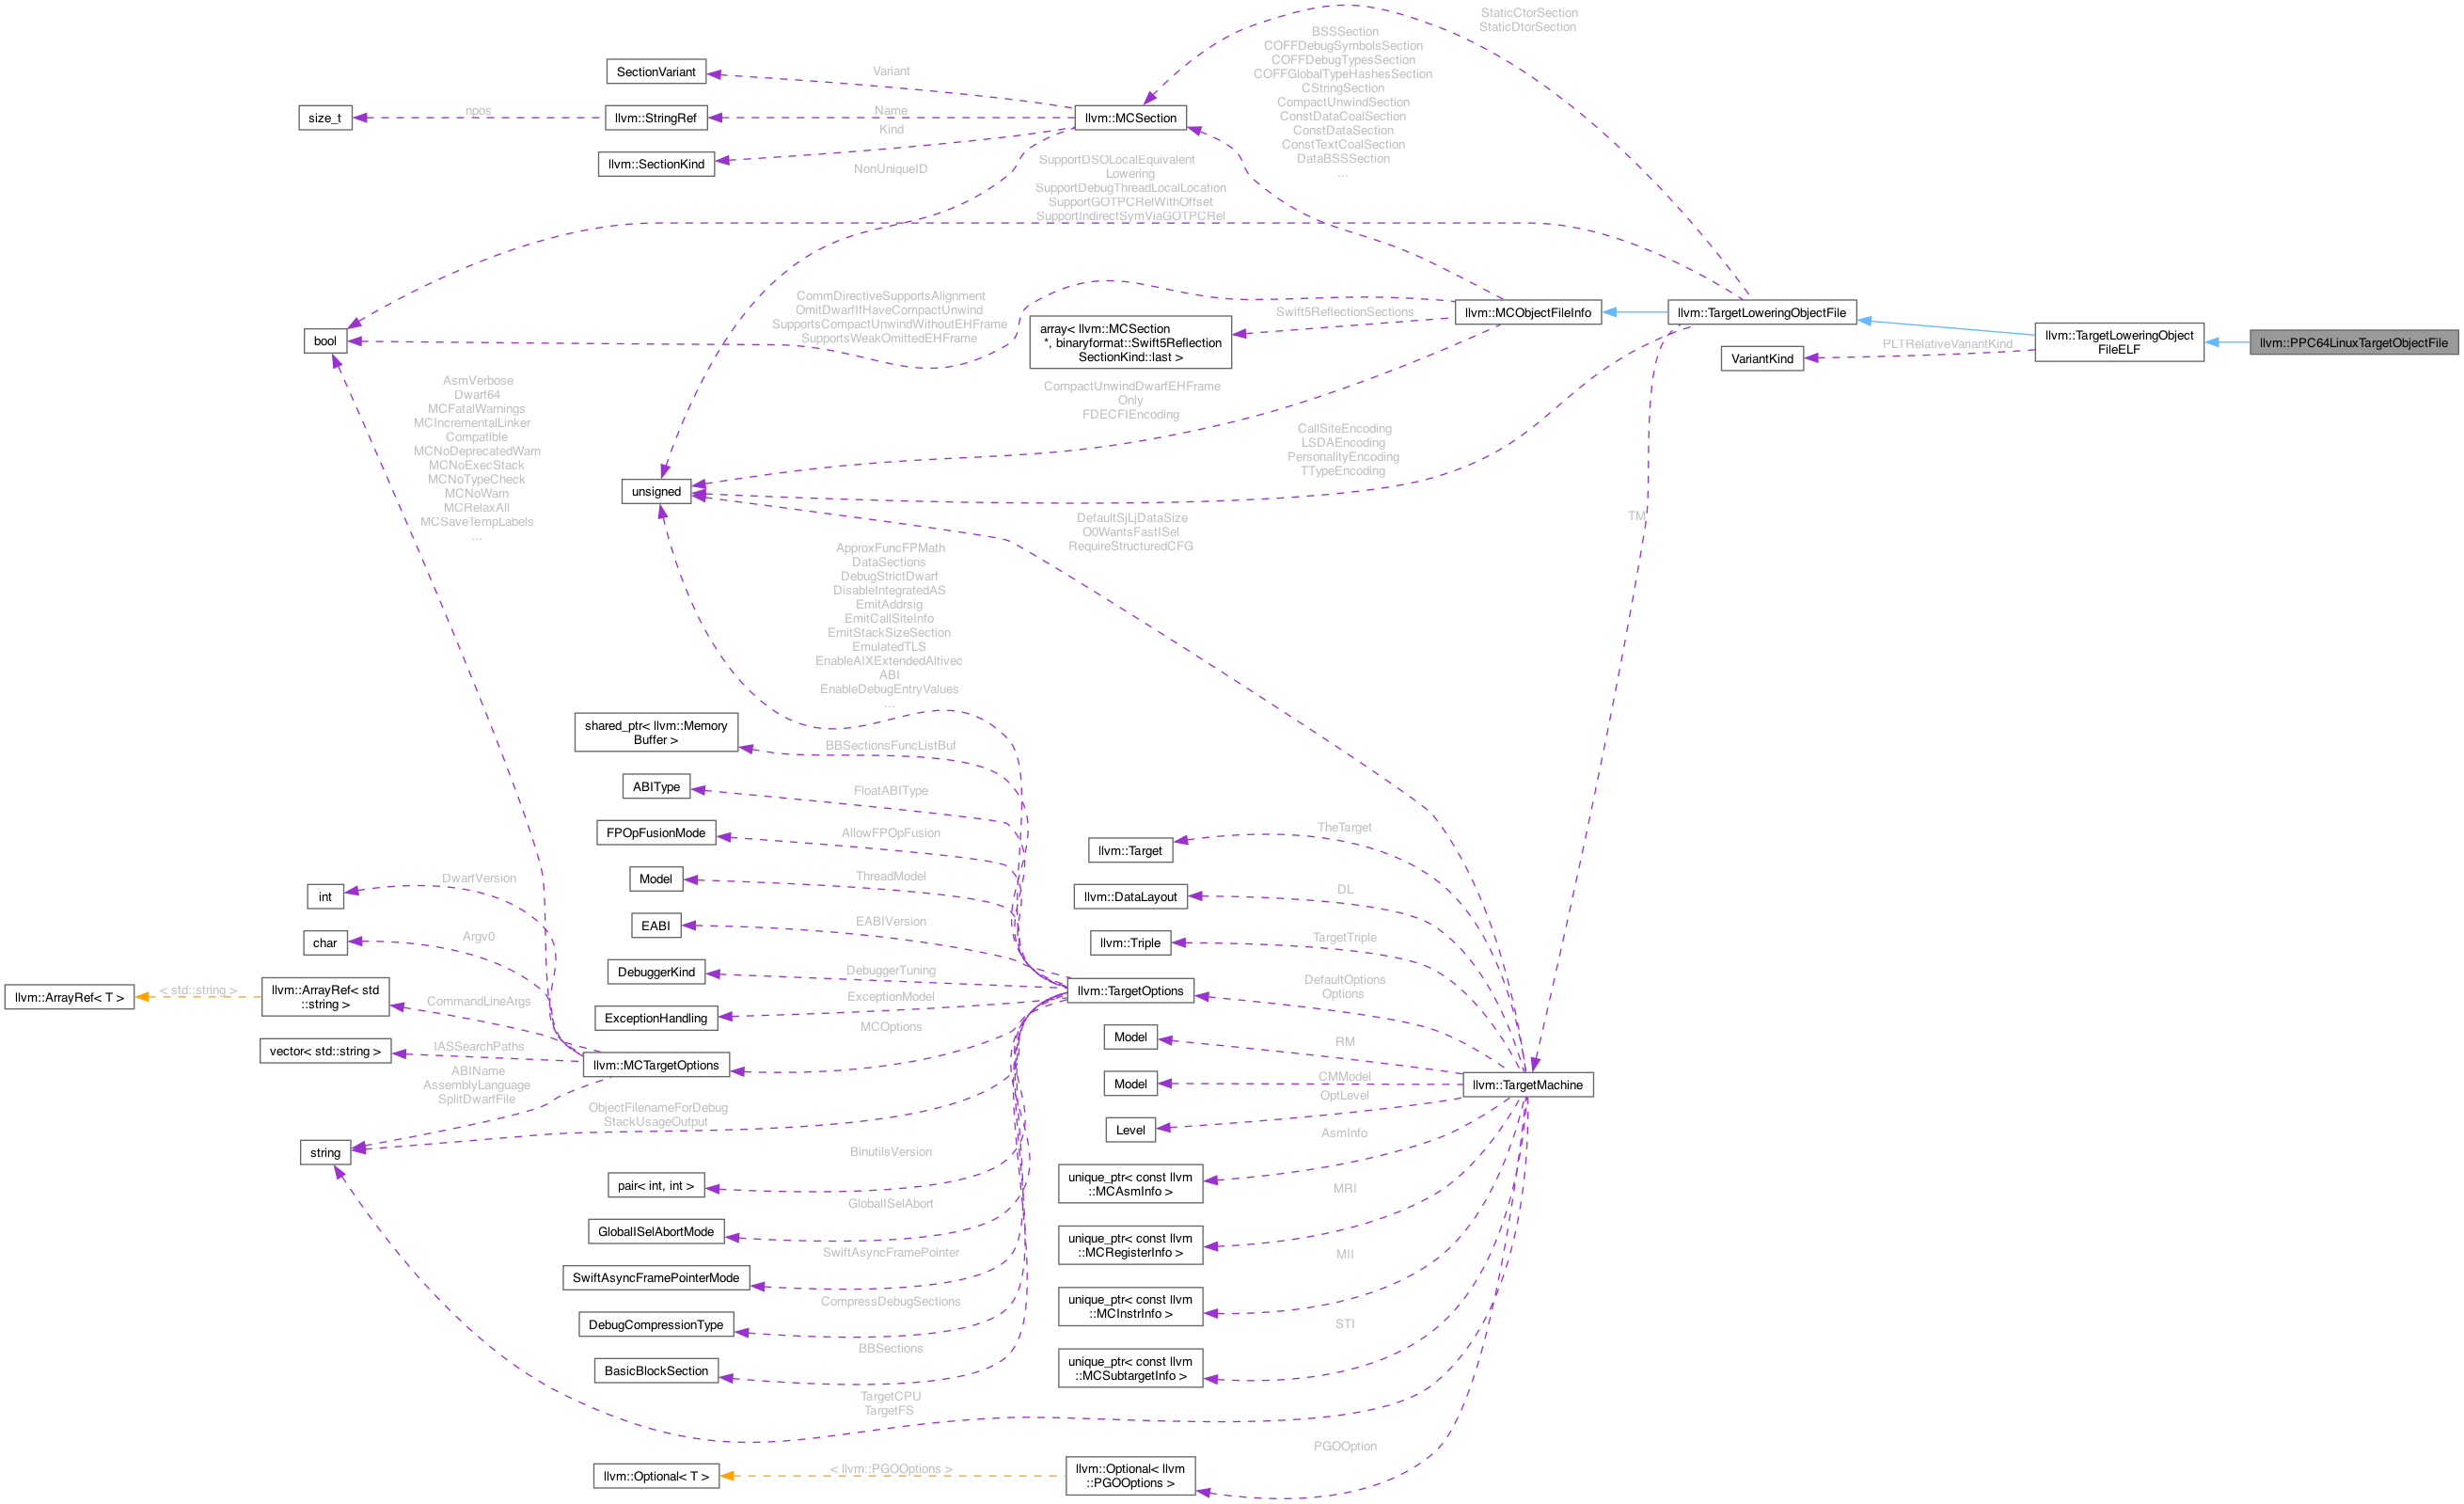 StaticCtorSection
StaticDtorSection
BSSSection
COFFDebugSymbolsSection
COFFDebugTypesSection
COFFGlobalTypeHashesSection
CStringSection
CompactUnwindSection
ConstDataCoalSection
ConstDataSection
ConstTextCoalSection
DataBSSSection
...
SectionVariant
Variant
size_t
npos
llvm::StringRef
Name
llvm::MCSection
Kind
llvm::SectionKind
NonUniqueID
SupportDSOLocalEquivalent
Lowering
SupportDebugThreadLocalLocation
SupportGOTPCRelWithOffset
SupportIndirectSymViaGOTPCRel
CommDirectiveSupportsAlignment
OmitDwarfIfHaveCompactUnwind
SupportsCompactUnwindWithoutEHFrame
SupportsWeakOmittedEHFrame
bool
array< llvm::MCSection
*, binaryformat::Swift5Reflection
SectionKind::last >
Swift5ReflectionSections
llvm::MCObjectFileInfo
llvm::TargetLoweringObjectFile
VariantKind
PLTRelativeVariantKind
llvm::TargetLoweringObject
FileELF
llvm::PPC64LinuxTargetObjectFile
AsmVerbose
Dwarf64
MCFatalWarnings
MCIncrementalLinker
Compatible
MCNoDeprecatedWarn
MCNoExecStack
MCNoTypeCheck
MCNoWarn
MCRelaxAll
MCSaveTempLabels
...
CompactUnwindDwarfEHFrame
Only
FDECFIEncoding
CallSiteEncoding
LSDAEncoding
PersonalityEncoding
TTypeEncoding
unsigned
DefaultSjLjDataSize
O0WantsFastISel
RequireStructuredCFG
TM
ApproxFuncFPMath
DataSections
DebugStrictDwarf
DisableIntegratedAS
EmitAddrsig
EmitCallSiteInfo
EmitStackSizeSection
EmulatedTLS
EnableAIXExtendedAltivec
ABI
EnableDebugEntryValues
...
shared_ptr< llvm::Memory
Buffer >
BBSectionsFuncListBuf
ABIType
FloatABIType
FPOpFusionMode
AllowFPOpFusion
Model
ThreadModel
EABI
EABIVersion
DebuggerKind
DebuggerTuning
ExceptionHandling
ExceptionModel
MCOptions
llvm::TargetOptions
llvm::Target
TheTarget
llvm::DataLayout
DL
llvm::Triple
TargetTriple
DefaultOptions
Options
Model
RM
Model
CMModel
Level
OptLevel
llvm::TargetMachine
int
DwarfVersion
char
Argv0
llvm::ArrayRef< T >
< std::string >
llvm::ArrayRef< std
::string >
CommandLineArgs
vector< std::string >
IASSearchPaths
llvm::MCTargetOptions
ABIName
AssemblyLanguage
SplitDwarfFile
ObjectFilenameForDebug
StackUsageOutput
string
pair< int, int >
BinutilsVersion
GlobalISelAbortMode
GlobalISelAbort
SwiftAsyncFramePointerMode
SwiftAsyncFramePointer
DebugCompressionType
CompressDebugSections
BasicBlockSection
BBSections
unique_ptr< const llvm
::MCAsmInfo >
AsmInfo
unique_ptr< const llvm
::MCRegisterInfo >
MRI
unique_ptr< const llvm
::MCInstrInfo >
MII
unique_ptr< const llvm
::MCSubtargetInfo >
STI
TargetCPU
TargetFS
llvm::Optional< T >
< llvm::PGOOptions >
llvm::Optional< llvm
::PGOOptions >
PGOOption